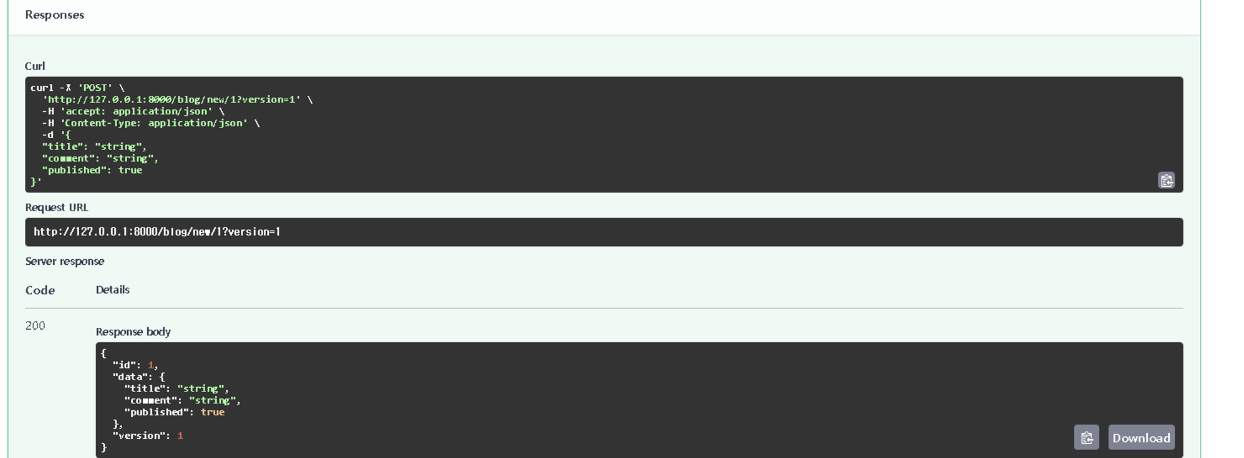 Responses
Curl
curl -X 'POST' \
  'http://127.0.0.1:8000/blog/new/1?version=1' \
  -H 'accept: application/json' \
  -H 'Content-Type: application/json' \
  -d '{
  "title": "string",
  "comment": "string",
  "published": true
}'
Request URL
http://127.0.0.1:8000/blog/new/1?version=1
Server response
Code Details
200
Response body
{
  "id": 1,
  "data": {
    "title": "string",
    "comment": "string",
    "published": true
  },
  "version": 1
}
Download